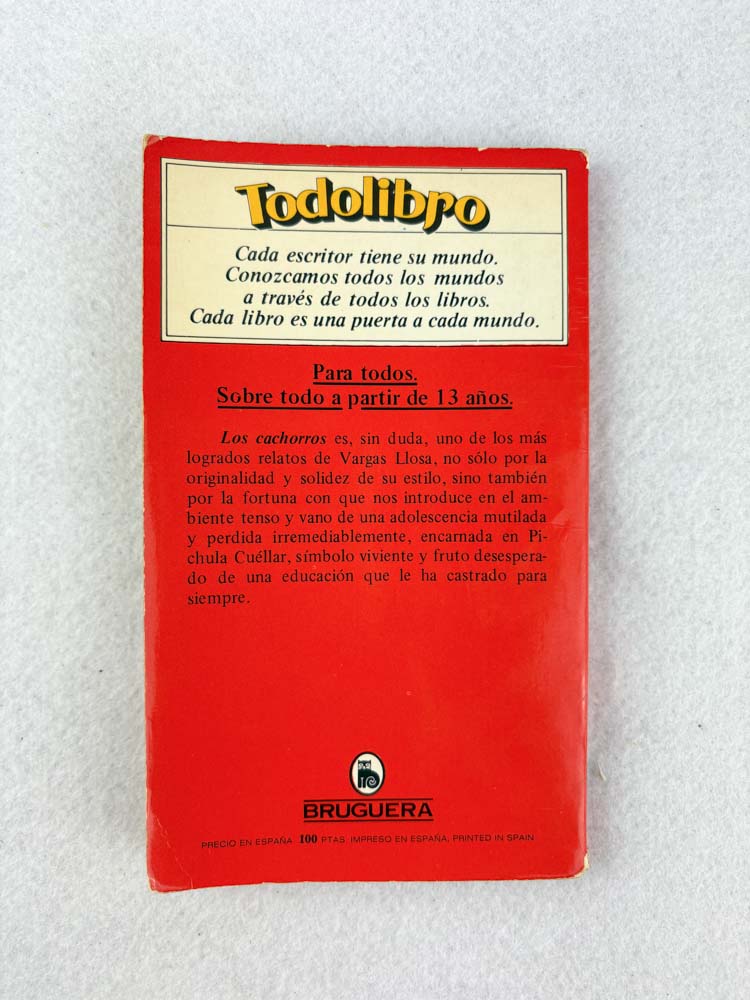 Todolibro
Cada escritor tiene su mundo.
Conozcamos todos los mundos
a través de todos los libros.
Cada libro es una puerta a cada mundo.
Para todos.
Sobre todo a partir de 13 años.
Los cachorros es, sin duda, uno de los más
logrados relatos de Vargas Llosa, no sólo por la
originalidad y solidez de su estilo, sino también
por la fortuna con que nos introduce en el am-
biente tenso y vano de una adolescencia mutilada
y perdida irremediablemente, encarnada en Pi-
chula Cuéllar, símbolo viviente y fruto desespera-
do de una educación que le ha castrado para
siempre.
BRUGUERA
PRECIO EN ESPAÑA 100 PTAS. IMPRESO EN ESPAÑA, PRINTED IN SPAIN